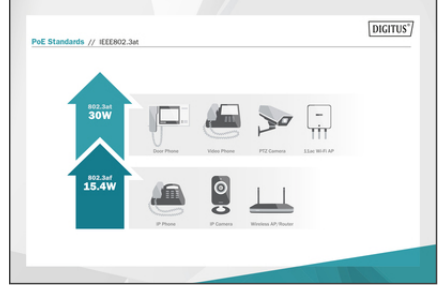 DIGITUS®
PoE Standards // IEEE802.3at
802.3at
30W
Door Phone
Video Phone
PTZ Camera
11ac Wi-Fi AP
802.3af
15.4W
IP Phone
IP Camera
Wireless AP/ Router